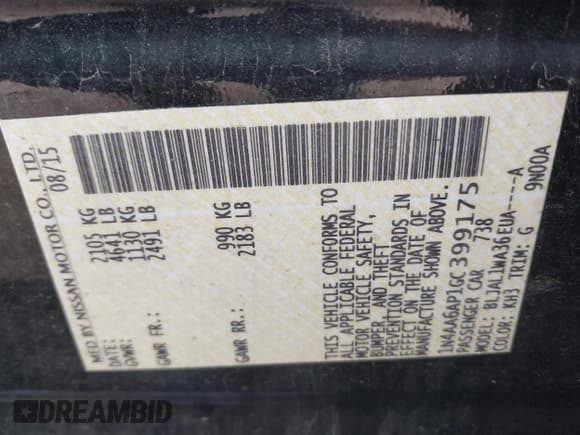 MFD. BY NISSAN MOTOR CO., LTD.
DATE: 08/15
GVWR: 2105 KG
4641 LB
GAWR FR.: 1130 KG
2491 LB
GAWR RR.: 990 KG
2183 LB
THIS VEHICLE CONFORMS TO
ALL APPLICABLE FEDERAL
MOTOR VEHICLE SAFETY,
BUMPER AND THEFT
PREVENTION STANDARDS IN
EFFECT ON THE DATE OF
MANUFACTURE SHOWN ABOVE.
1N4AA6AP1GC399175
PASSENGER CAR 738
MODEL: BLJALIWA36EUA-----A
COLOR: KH3 TRIM: G 9N00A
DREAMBID